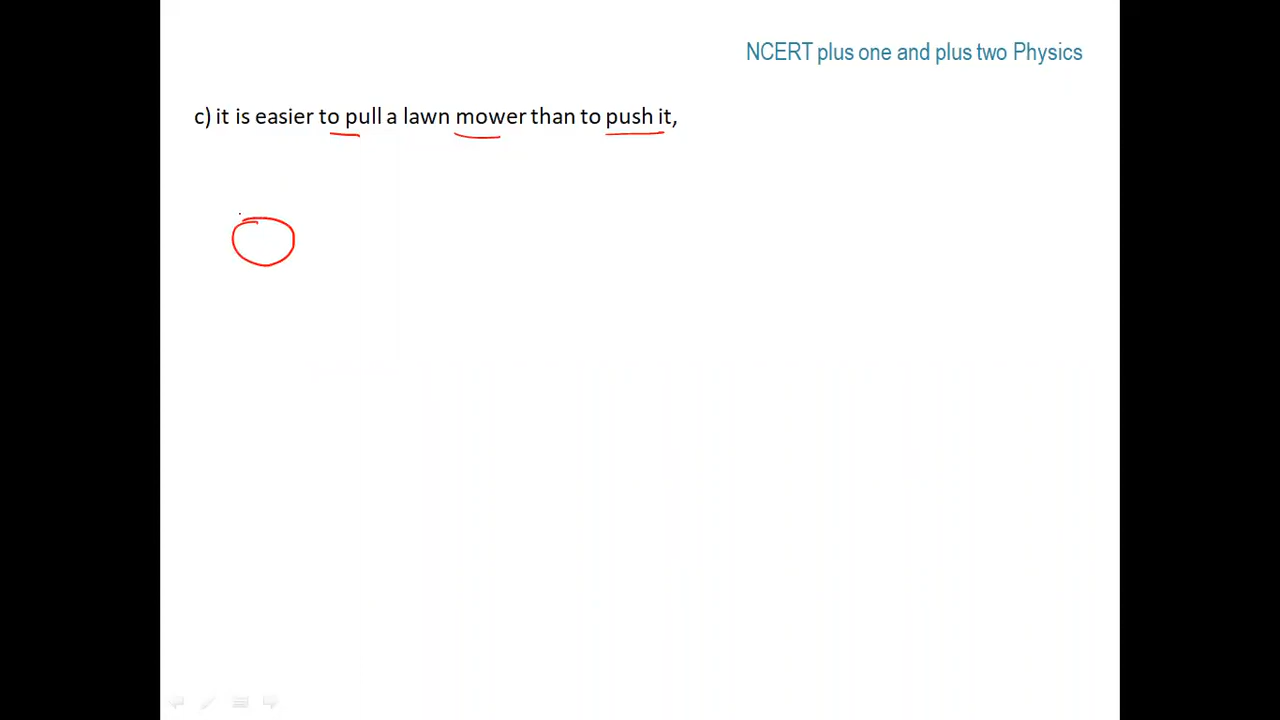 NCERT plus one and plus two Physics
c) it is easier to pull a lawn mower than to push it,